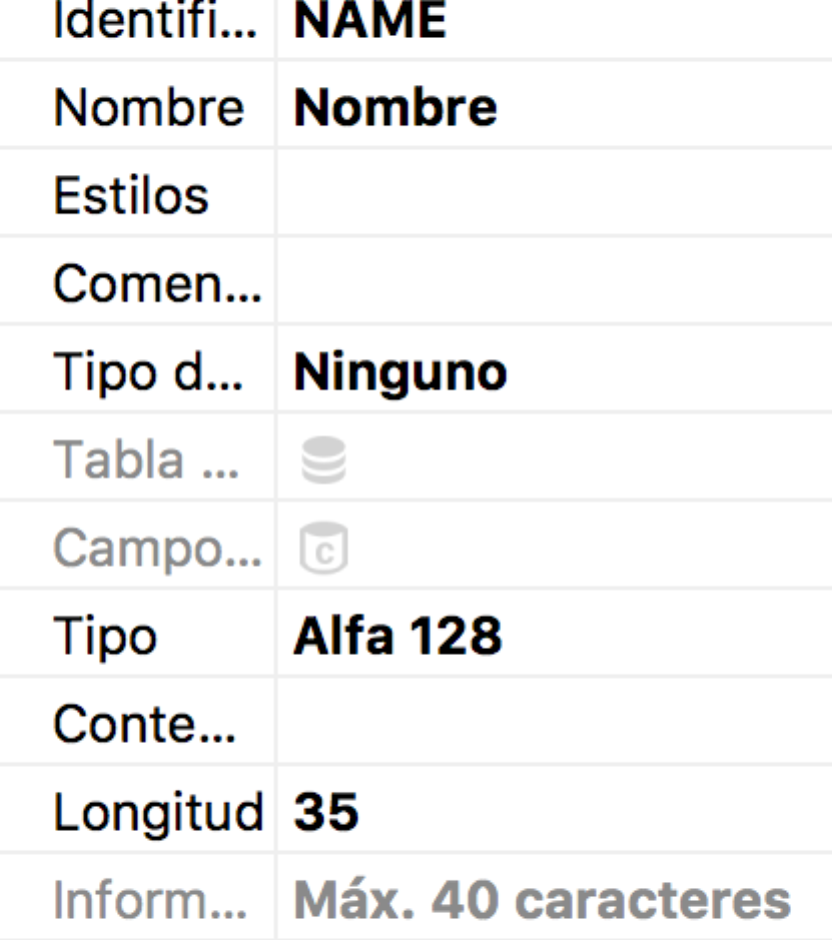 Identifi... NAME
Nombre Nombre
Estilos
Comen...
Tipo d... Ninguno
Tabla ...
Campo... c
Tipo Alfa 128
Conte...
Longitud 35
Inform... Máx. 40 caracteres